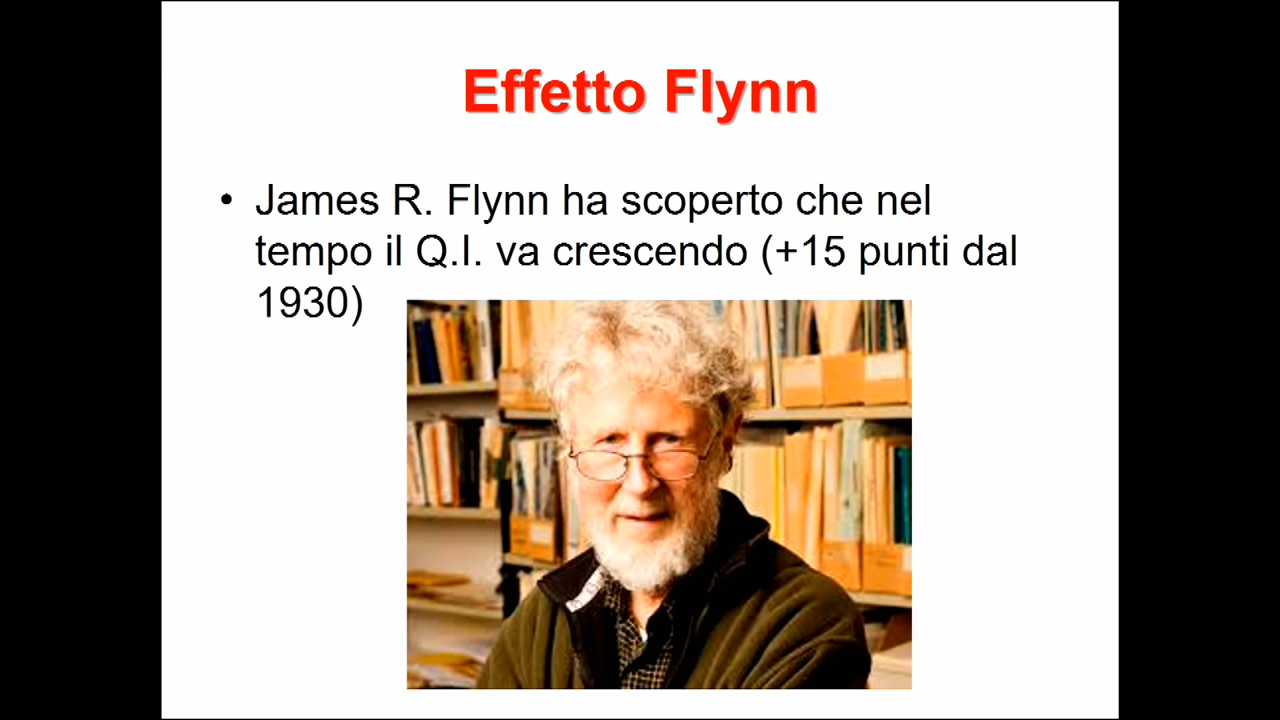 Effetto Flynn
• James R. Flynn ha scoperto che nel
tempo il Q.I. va crescendo (+15 punti dal
1930)